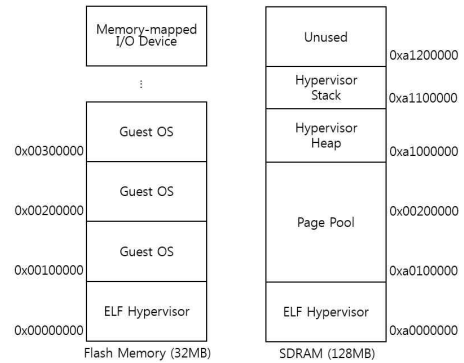 Memory-mapped
I/O Device
⋮
Guest OS
0x00300000
Guest OS
0x00200000
Guest OS
0x00100000
ELF Hypervisor
0x00000000
Flash Memory (32MB)
Unused
0xa1200000
Hypervisor
Stack
0xa1100000
Hypervisor
Heap
0xa1000000
0x00200000
Page Pool
0xa0100000
ELF Hypervisor
0xa0000000
SDRAM (128MB)